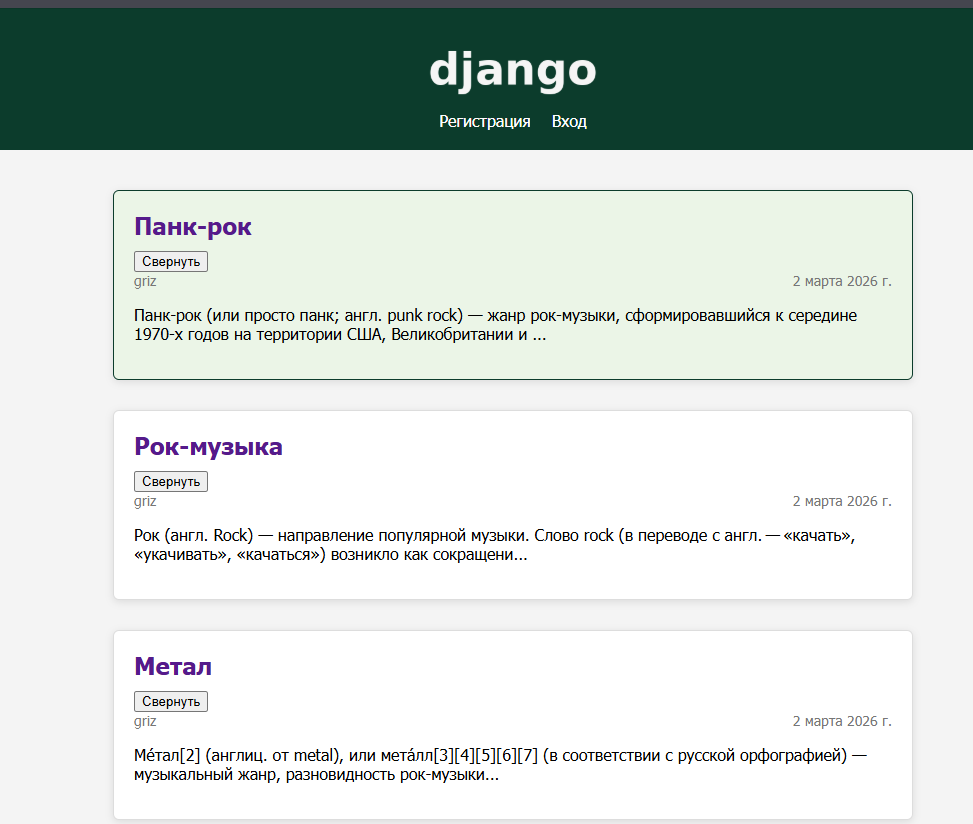 django
Регистрация Вход
Панк-рок
Свернуть
griz 2 марта 2026 г.
Панк-рок (или просто панк; англ. punk rock) — жанр рок-музыки, сформировавшийся к середине
1970-х годов на территории США, Великобритании и ...
Рок-музыка
Свернуть
griz 2 марта 2026 г.
Рок (англ. Rock) — направление популярной музыки. Слово rock (в переводе с англ. — «качать»,
«укачивать», «качаться») возникло как сокращени...
Метал
Свернуть
griz 2 марта 2026 г.
Ме́тал[2] (англиц. от metal), или мета́лл[3][4][5][6][7] (в соответствии с русской орфографией) —
музыкальный жанр, разновидность рок-музыки...